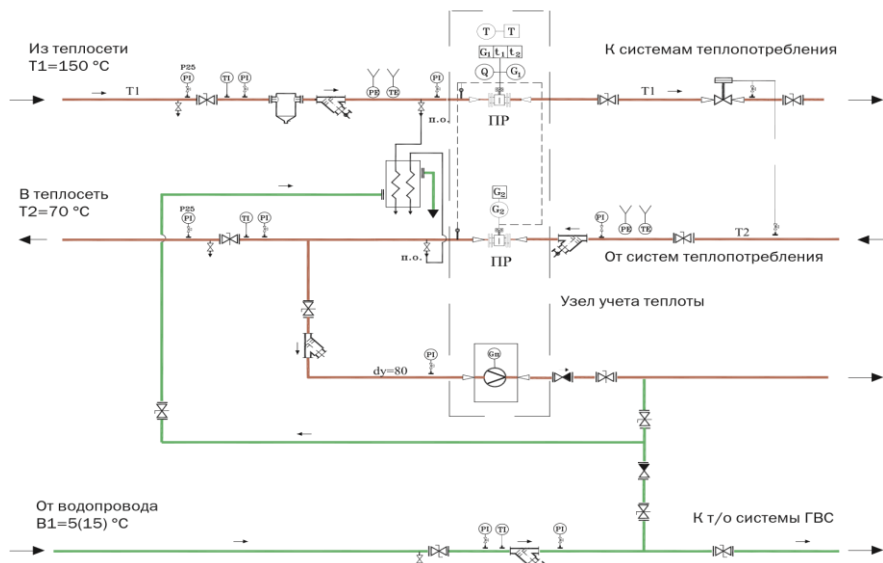 Из теплосети
T1=150 °C
К системам теплопотребления
T T
G₁ t₁ t₂
Q G₁
P25
PI TI PI
PE TE PI
T1
T1
ПР
п.о.
В теплосеть
T2=70 °C
G₂
G₂
P25
PI TI PI
PI PE TE
T2
п.о.
ПР
От систем теплопотребления
Узел учета теплоты
PI
Gп
dy=80
От водопровода
B1=5(15) °C
PI TI PI
К т/о системы ГВС